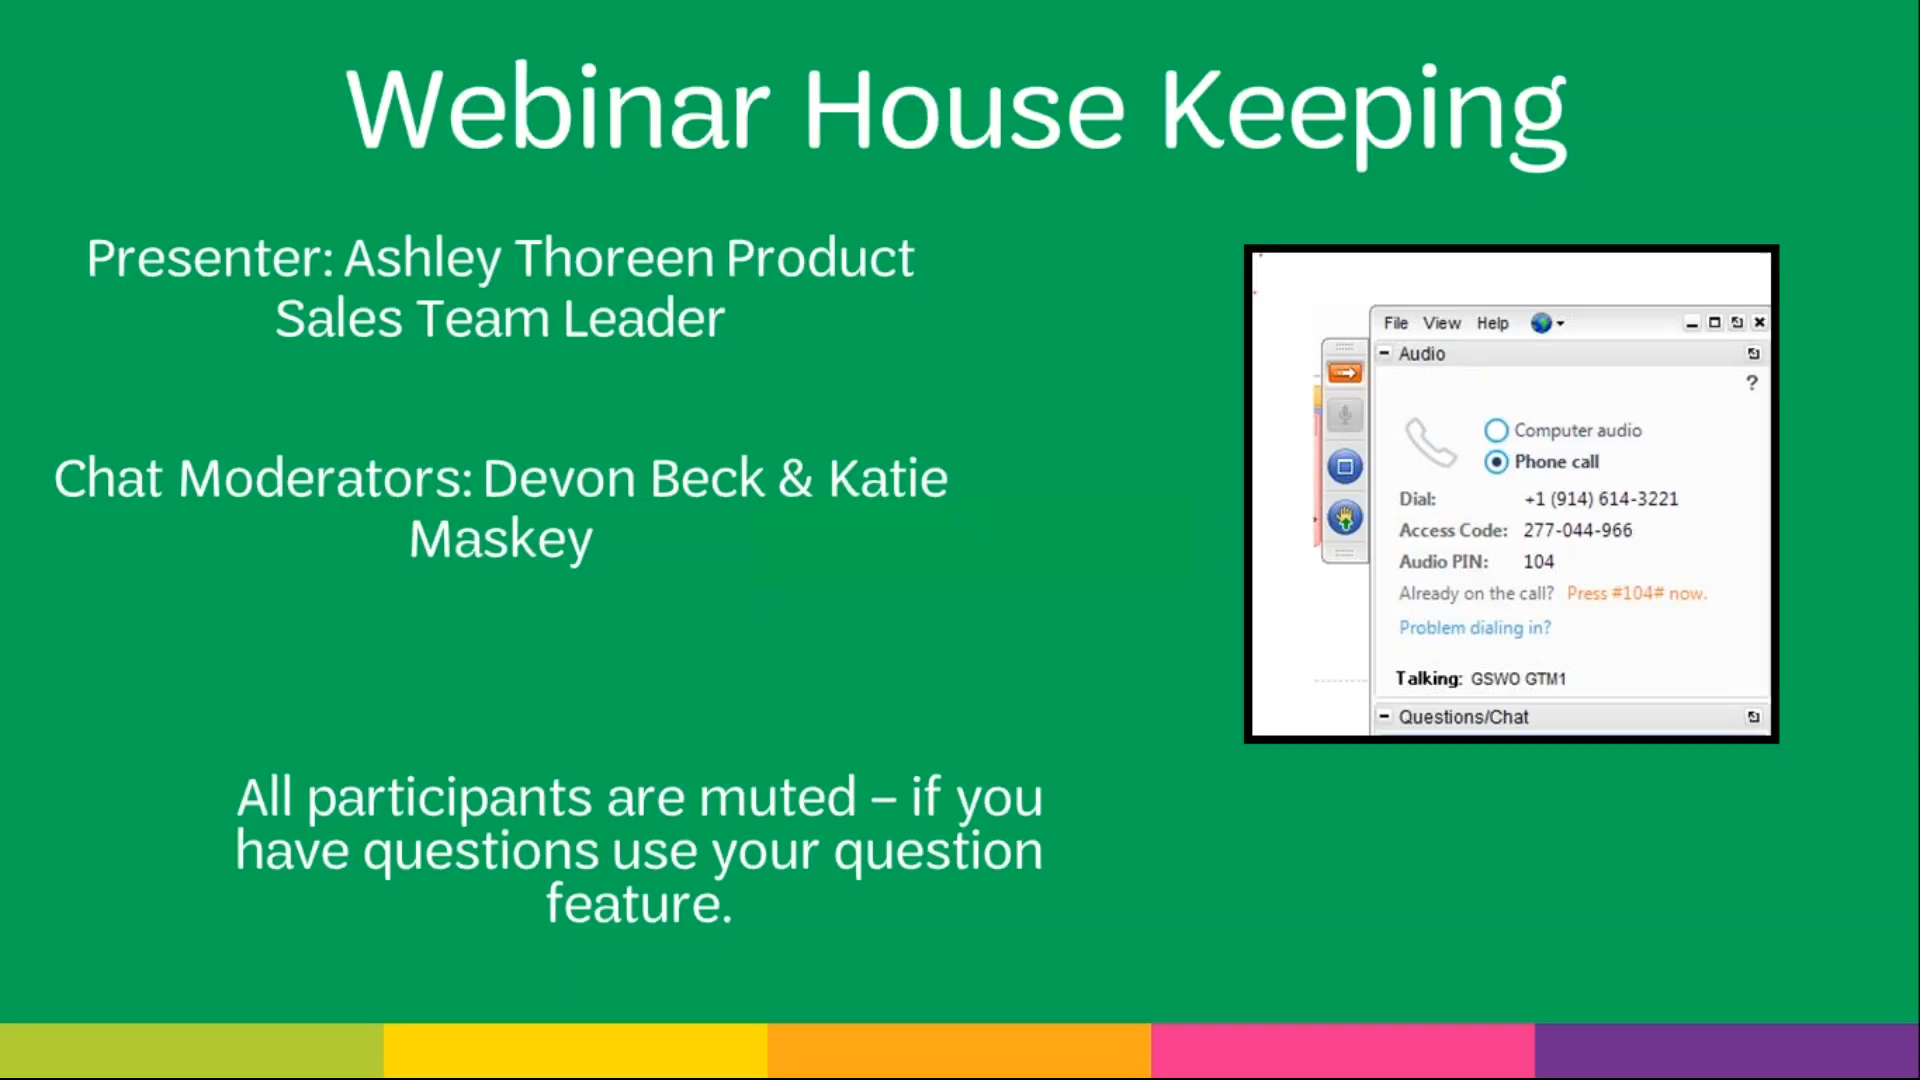 Webinar House Keeping
Presenter: Ashley Thoreen Product
Sales Team Leader
Chat Moderators: Devon Beck & Katie
Maskey
All participants are muted – if you
have questions use your question
feature.
File View Help
Audio
?
Computer audio
Phone call
Dial: +1 (914) 614-3221
Access Code: 277-044-966
Audio PIN: 104
Already on the call? Press #104# now.
Problem dialing in?
Talking: GSWO GTM1
Questions/Chat